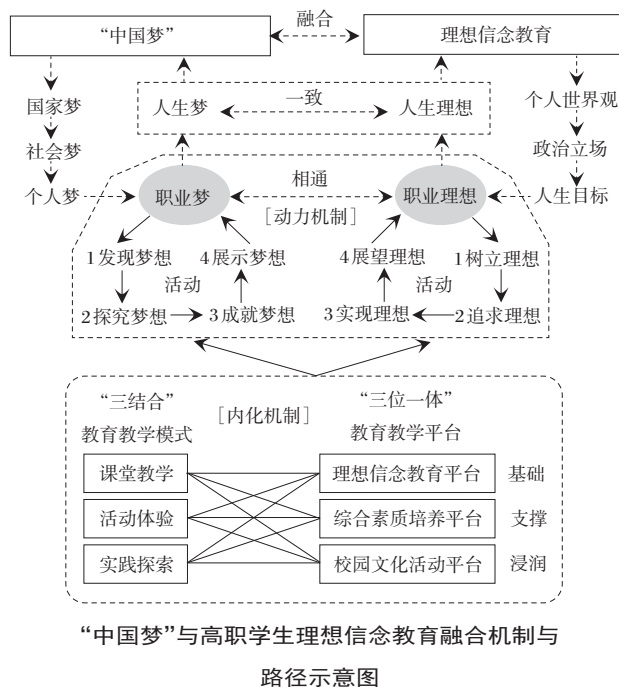 “中国梦”
融合
理想信念教育
人生梦
一致
人生理想
国家梦
个人世界观
社会梦
政治立场
个人梦
职业梦
相通
职业理想
人生目标
[动力机制]
1发现梦想
4展示梦想
4展望理想
1树立理想
活动
活动
2探究梦想
3成就梦想
3实现理想
2追求理想
“三结合”
[内化机制]
“三位一体”
教育教学模式
教育教学平台
课堂教学
理想信念教育平台
基础
活动体验
综合素质培养平台
支撑
实践探索
校园文化活动平台
浸润
“中国梦”与高职学生理想信念教育融合机制与
路径示意图